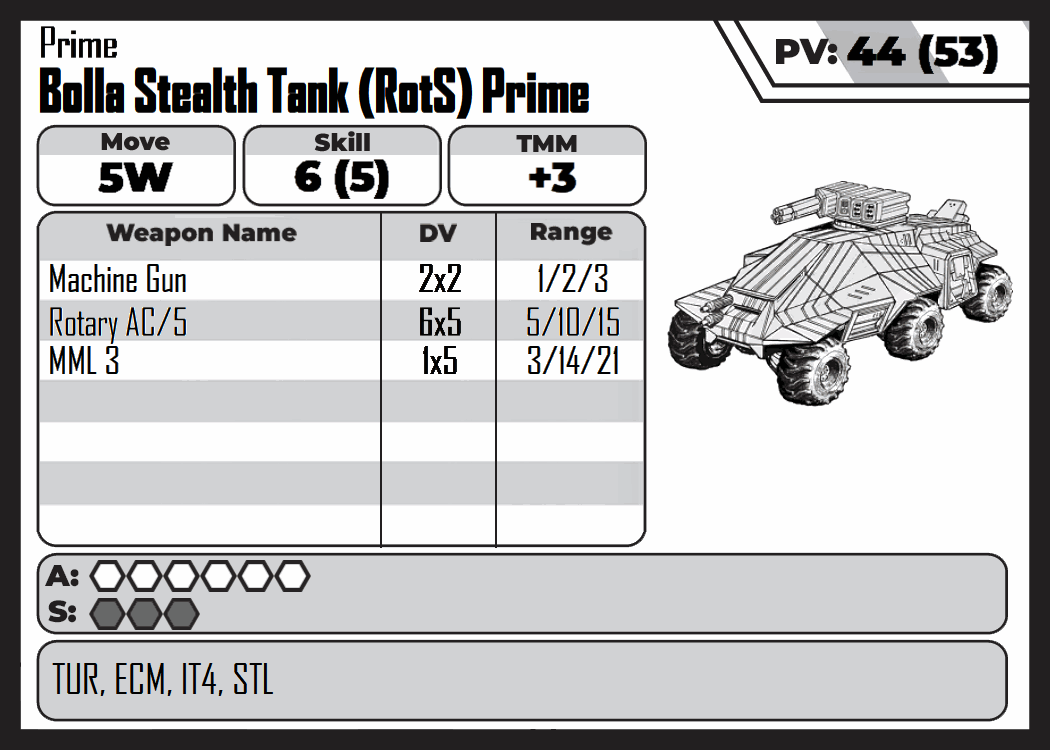 Prime
Bolla Stealth Tank (RotS) Prime
PV: 44 (53)
Move
5W
Skill
6 (5)
TMM
+3
Weapon Name DV Range
Machine Gun 2x2 1/2/3
Rotary AC/5 6x5 5/10/15
MML 3 1x5 3/14/21
A:
S:
TUR, ECM, IT4, STL